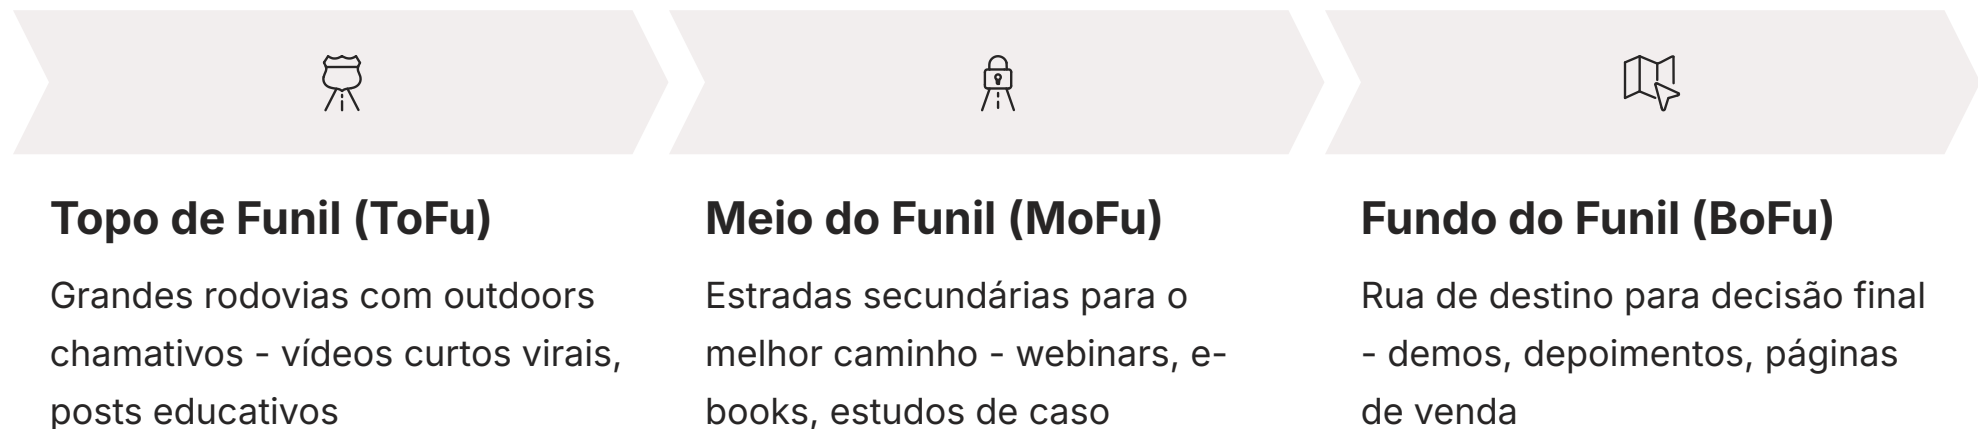 Topo de Funil (ToFu)
Grandes rodovias com outdoors
chamativos - vídeos curtos virais,
posts educativos
Meio do Funil (MoFu)
Estradas secundárias para o
melhor caminho - webinars, e-
books, estudos de caso
Fundo do Funil (BoFu)
Rua de destino para decisão final
- demos, depoimentos, páginas
de venda